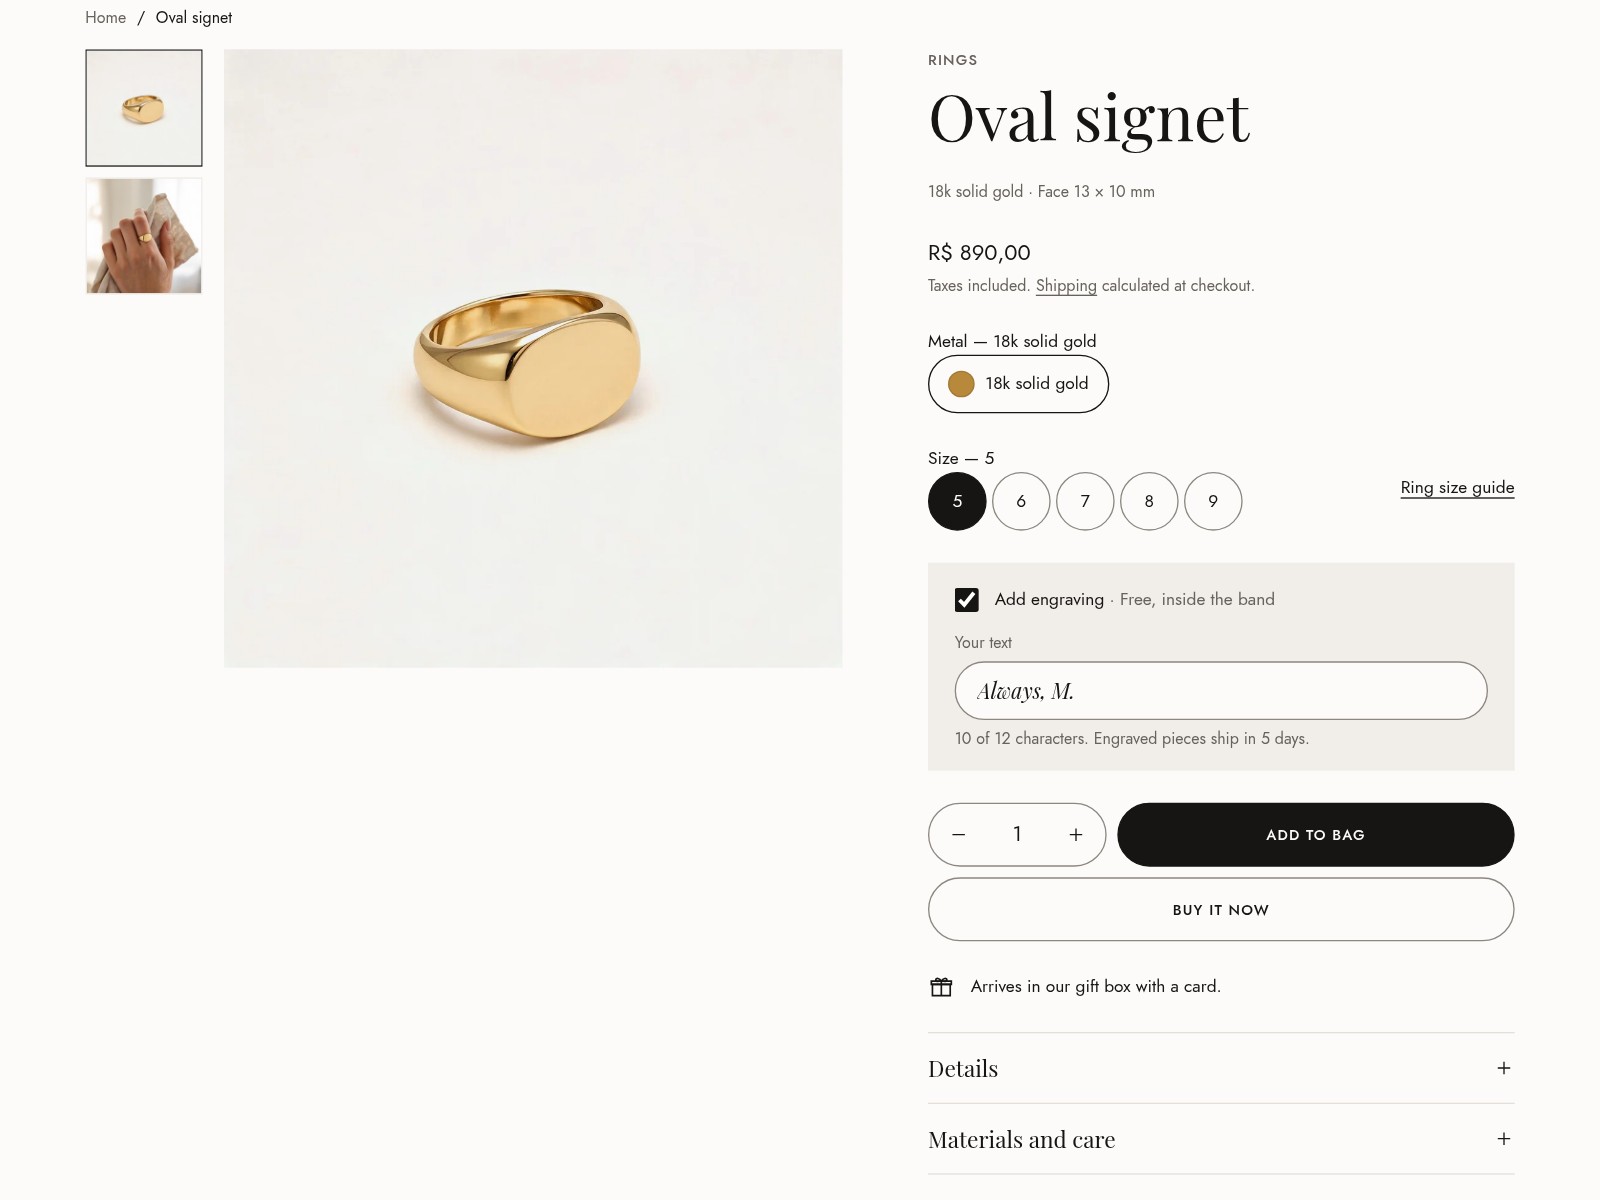 Home / Oval signet
RINGS
Oval signet
18k solid gold · Face 13 × 10 mm
R$ 890,00
Taxes included. Shipping calculated at checkout.
Metal — 18k solid gold
18k solid gold
Size — 5
5 6 7 8 9
Ring size guide
Add engraving · Free, inside the band
Your text
Always, M.
10 of 12 characters. Engraved pieces ship in 5 days.
− 1 +
ADD TO BAG
BUY IT NOW
Arrives in our gift box with a card.
Details +
Materials and care +